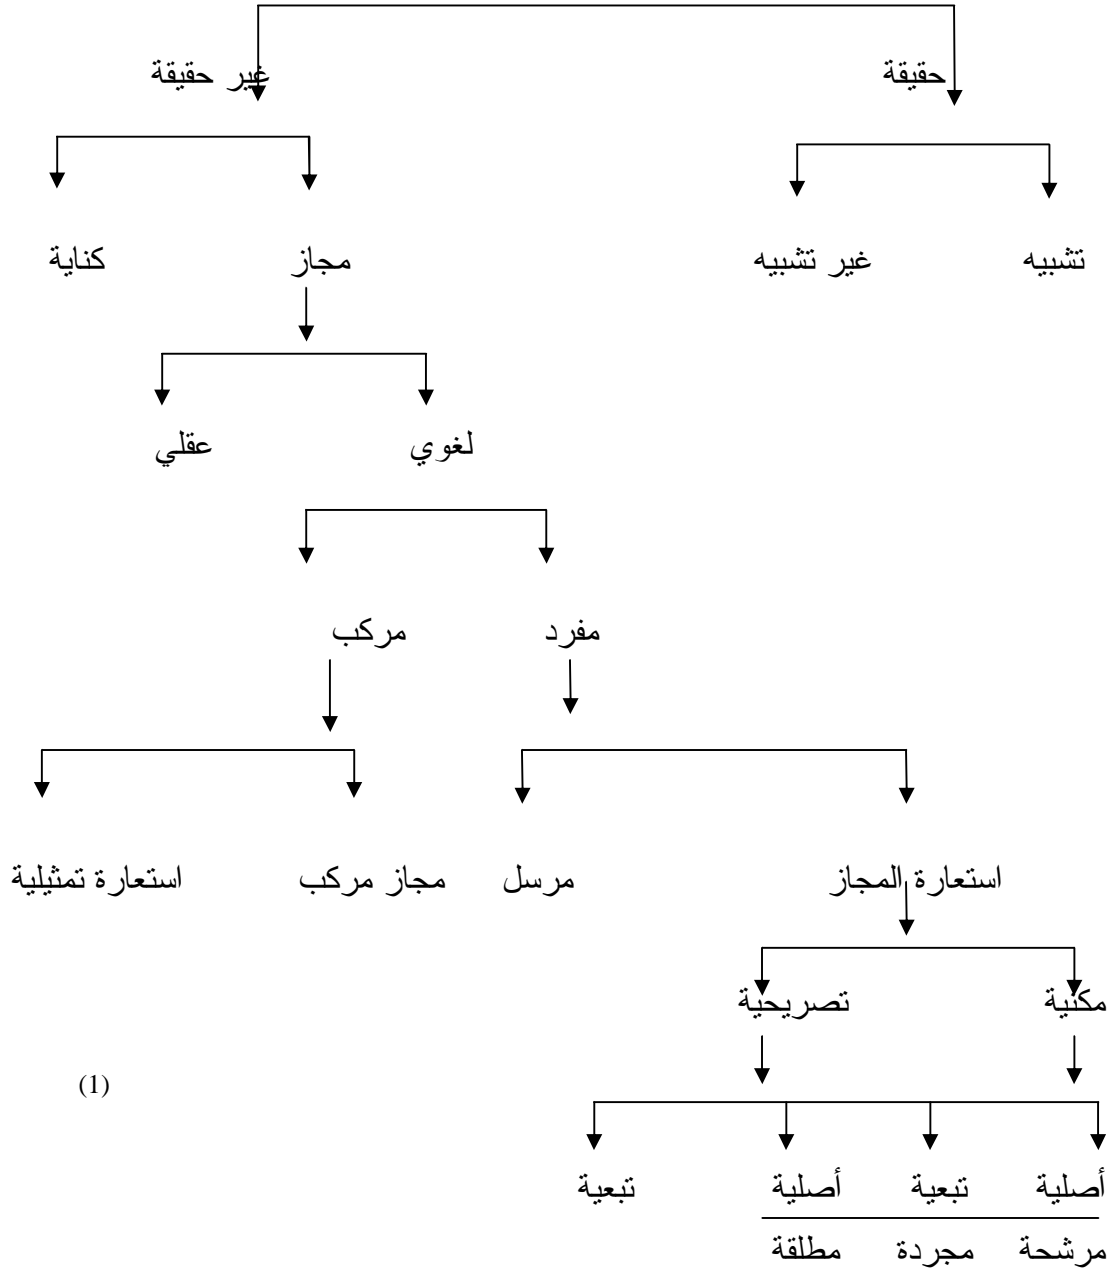 حقيقة غير حقيقة
تشبيه غير تشبيه مجاز كناية
لغوي عقلي
مفرد مركب
استعارة المجاز مرسل مجاز مركب استعارة تمثيلية
مكنية تصريحية
(1)
أصلية تبعية أصلية تبعية
مرشحة مجردة مطلقة